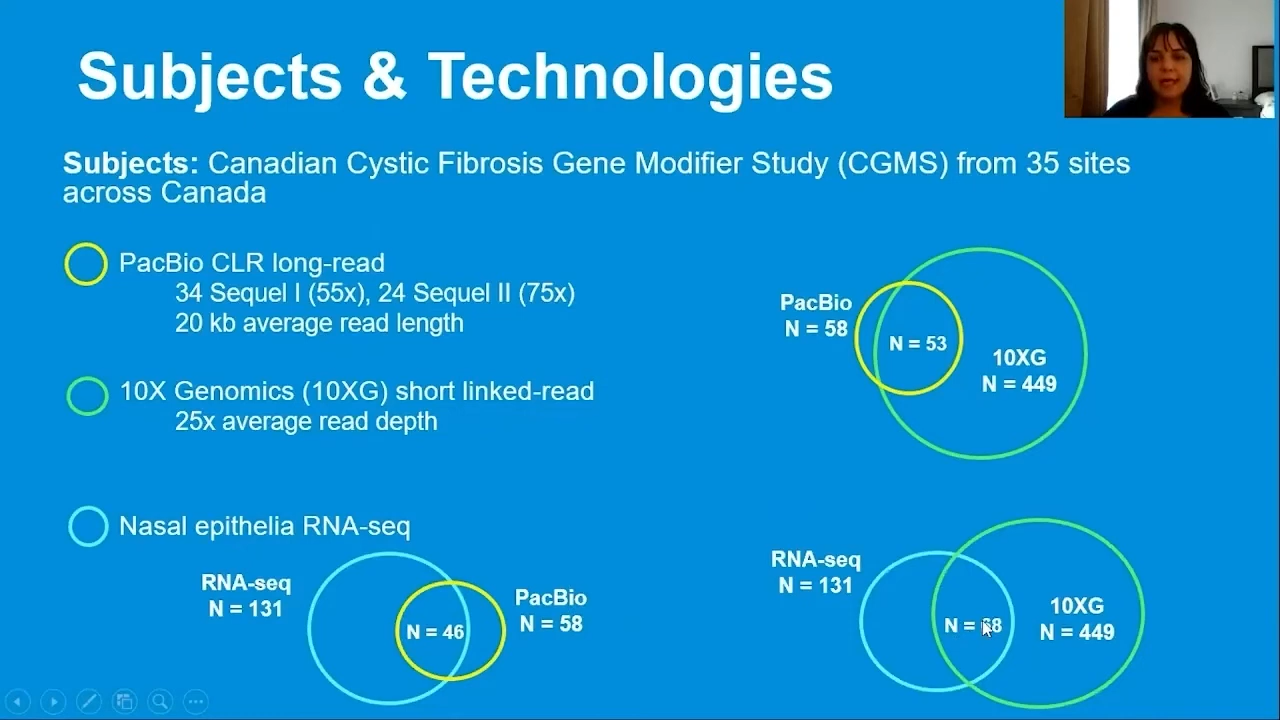 Subjects & Technologies
Subjects: Canadian Cystic Fibrosis Gene Modifier Study (CGMS) from 35 sites
across Canada
PacBio CLR long-read
34 Sequel I (55x), 24 Sequel II (75x)
20 kb average read length
PacBio
N = 58
N = 53
10XG
N = 449
10X Genomics (10XG) short linked-read
25x average read depth
Nasal epithelia RNA-seq
RNA-seq
N = 131
N = 46
PacBio
N = 58
RNA-seq
N = 131
N =
10XG
N = 449